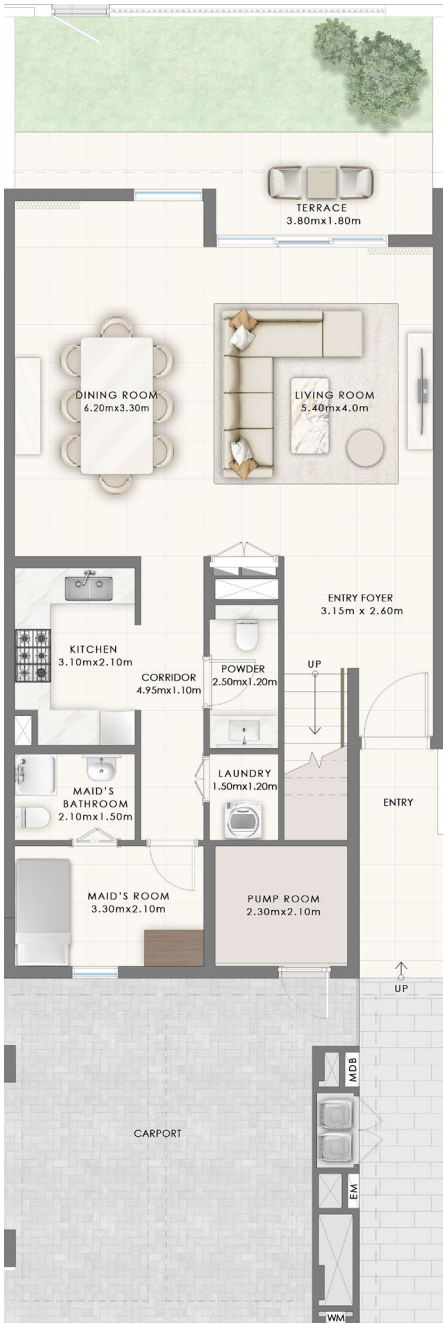 TERRACE
3.80mx1.80m
DINING ROOM
6.20mx3.30m
LIVING ROOM
5.40mx4.0m
ENTRY FOYER
3.15m x 2.60m
KITCHEN
3.10mx2.10m
CORRIDOR
4.95mx1.10m
POWDER
2.50mx1.20m
UP
LAUNDRY
1.50mx1.20m
MAID'S
BATHROOM
2.10mx1.50m
ENTRY
MAID'S ROOM
3.30mx2.10m
PUMP ROOM
2.30mx2.10m
UP
MDB
CARPORT
EM
WM